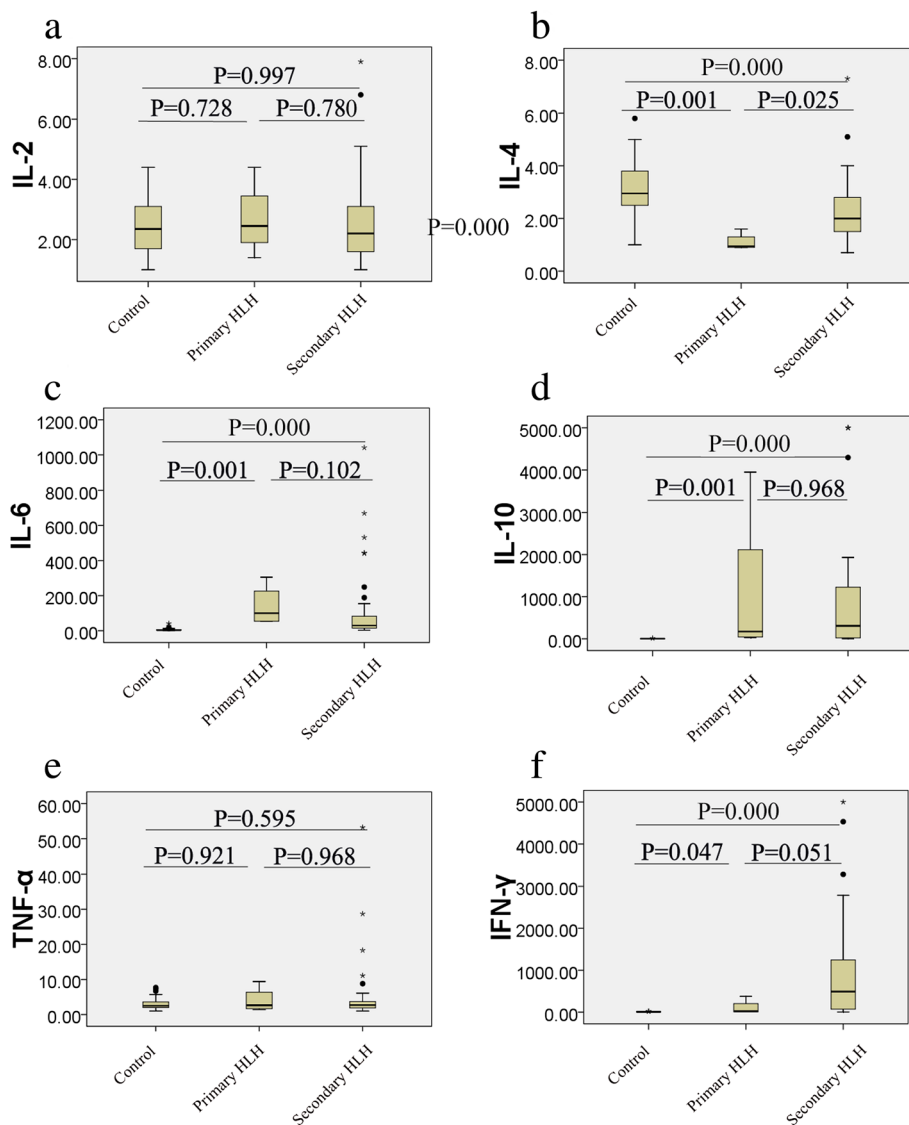 a
IL-2
8.00
6.00
4.00
2.00
P=0.997
P=0.728
P=0.780
P=0.000
Control
Primary HLH
Secondary HLH
b
IL-4
8.00
6.00
4.00
2.00
0.00
P=0.000
P=0.001
P=0.025
Control
Primary HLH
Secondary HLH
c
IL-6
1200.00
1000.00
800.00
600.00
400.00
200.00
0.00
P=0.000
P=0.001
P=0.102
Control
Primary HLH
Secondary HLH
d
IL-10
5000.00
4000.00
3000.00
2000.00
1000.00
0.00
P=0.000
P=0.001
P=0.968
Control
Primary HLH
Secondary HLH
e
TNF-α
60.00
50.00
40.00
30.00
20.00
10.00
0.00
P=0.595
P=0.921
P=0.968
Control
Primary HLH
Secondary HLH
f
IFN-γ
5000.00
4000.00
3000.00
2000.00
1000.00
0.00
P=0.000
P=0.047
P=0.051
Control
Primary HLH
Secondary HLH